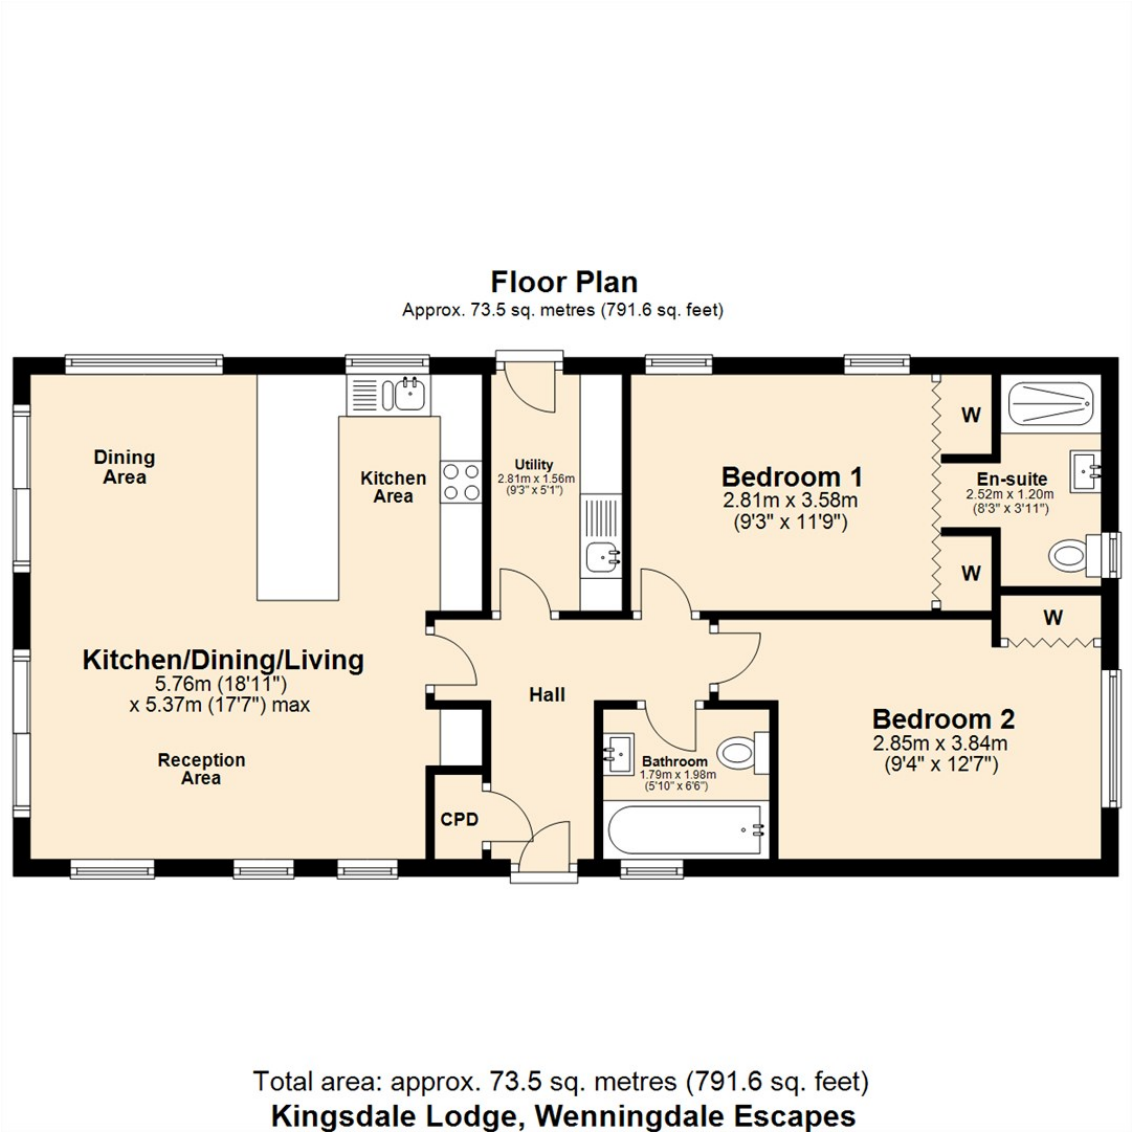 Floor Plan
Approx. 73.5 sq. metres (791.6 sq. feet)
Dining
Area
Kitchen
Area
Utility
2.81m x 1.56m
(9'3" x 5'1")
Bedroom 1
2.81m x 3.58m
(9'3" x 11'9")
W
En-suite
2.52m x 1.20m
(8'3" x 3'11")
W
W
Kitchen/Dining/Living
5.76m (18'11")
x 5.37m (17'7") max
Hall
Bedroom 2
2.85m x 3.84m
(9'4" x 12'7")
Reception
Area
Bathroom
1.79m x 1.98m
(5'10" x 6'6")
CPD
Total area: approx. 73.5 sq. metres (791.6 sq. feet)
Kingsdale Lodge, Wenningdale Escapes